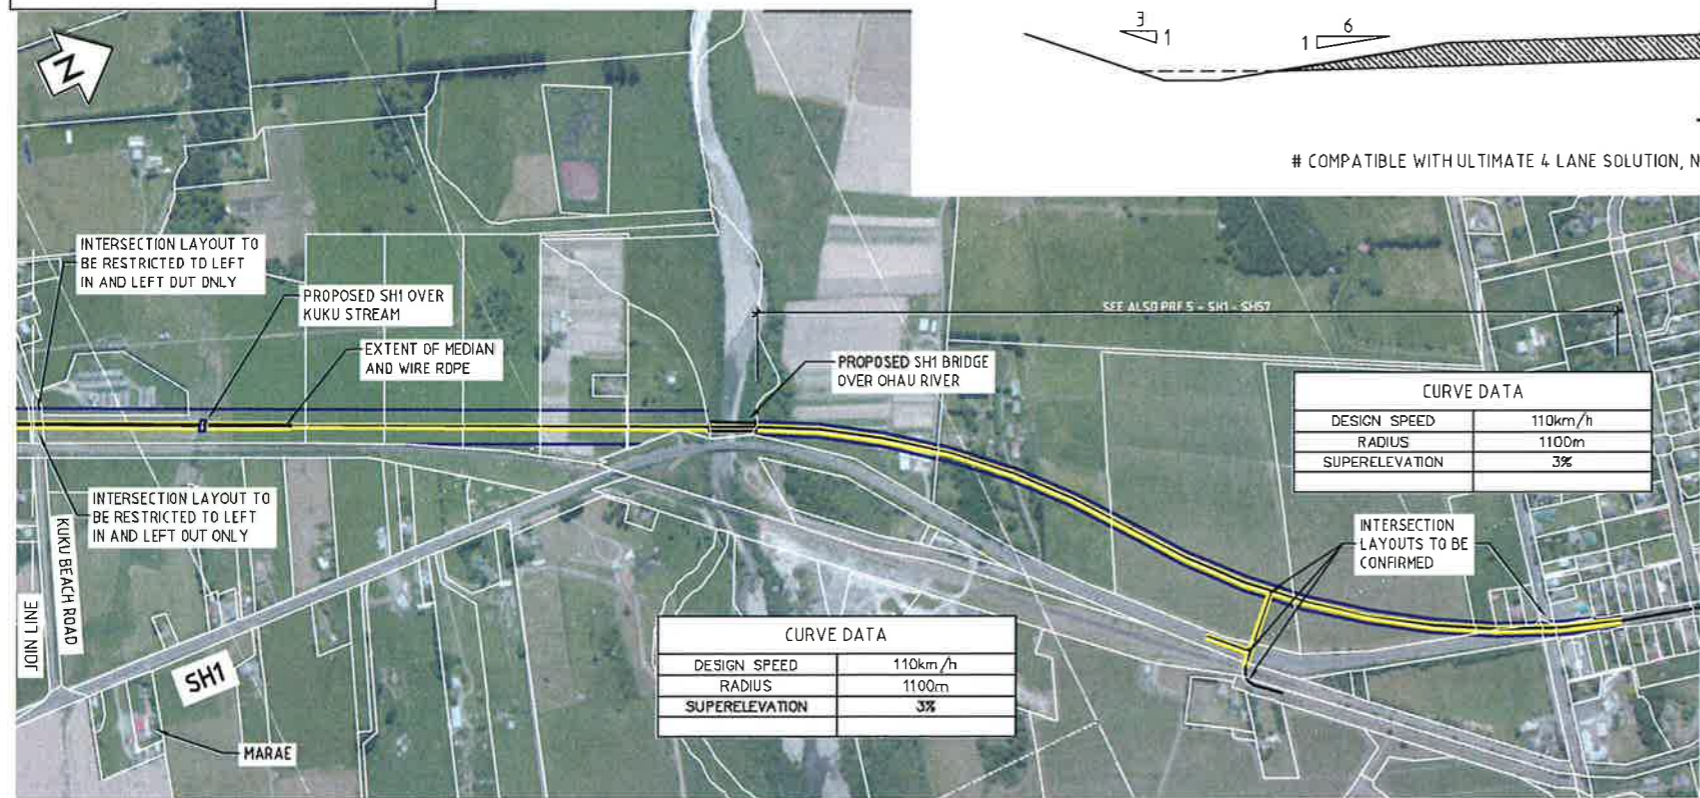 N
3
1
6
1
# COMPATIBLE WITH ULTIMATE 4 LANE SOLUTION, N
INTERSECTION LAYOUT TO
BE RESTRICTED TO LEFT
IN AND LEFT OUT ONLY
PROPOSED SH1 OVER
KUKU STREAM
EXTENT OF MEDIAN
AND WIRE ROPE
SEE ALSO PRF 5 - SH1 - SH57
PROPOSED SH1 BRIDGE
OVER OHAU RIVER
CURVE DATA
DESIGN SPEED 110km/h
RADIUS 1100m
SUPERELEVATION 3%
INTERSECTION LAYOUT TO
BE RESTRICTED TO LEFT
IN AND LEFT OUT ONLY
INTERSECTION
LAYOUTS TO BE
CONFIRMED
JOIN LINE
KUKU BEACH ROAD
SH1
MARAE
CURVE DATA
DESIGN SPEED 110km/h
RADIUS 1100m
SUPERELEVATION 3%